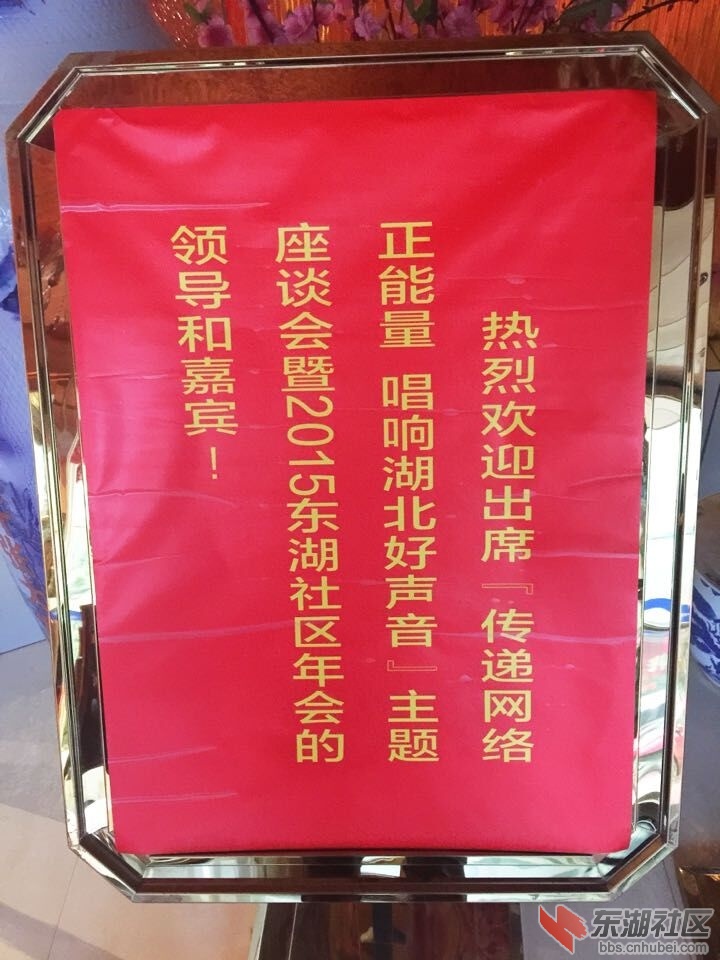 热烈欢迎出席『传递网络
正能量 唱响湖北好声音』主题
座谈会暨2015东湖社区年会的
领导和嘉宾！
东湖社区
bbs.cnhubei.com